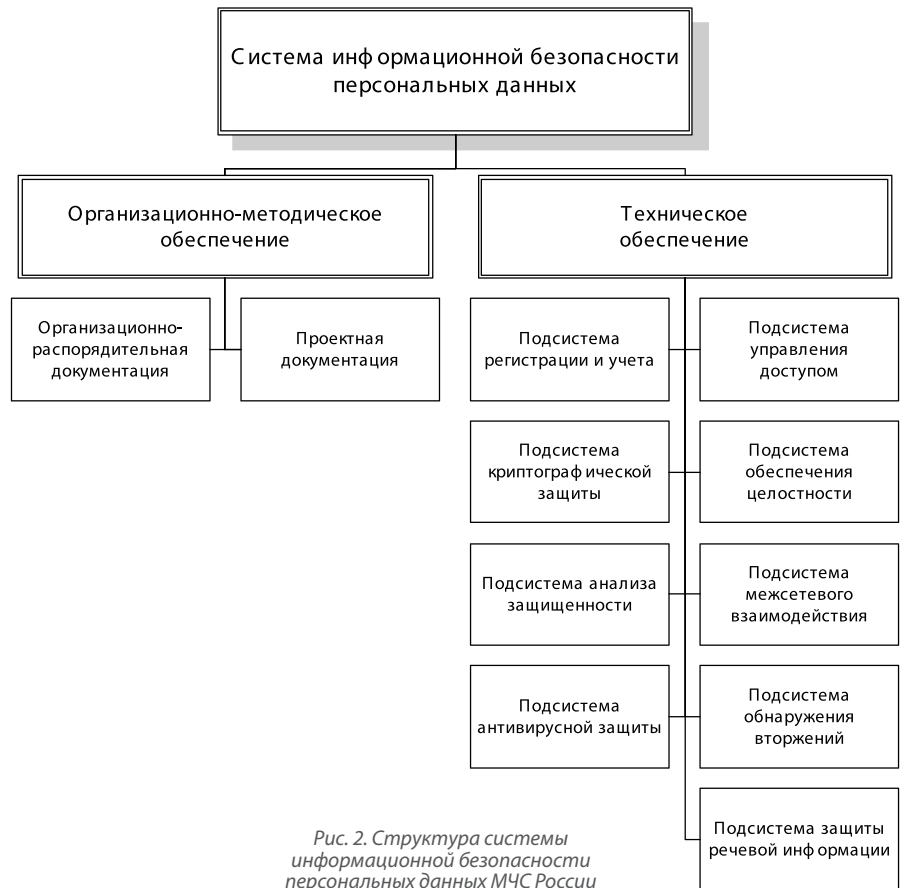 Система информационной безопасности
персональных данных
Организационно-методическое
обеспечение
Техническое
обеспечение
Организационно-
распорядительная
документация
Проектная
документация
Подсистема
регистрации и учета
Подсистема
управления
доступом
Подсистема
криптографической
защиты
Подсистема
обеспечения
целостности
Подсистема анализа
защищенности
Подсистема
межсетевого
взаимодействия
Подсистема
антивирусной защиты
Подсистема
обнаружения
вторжений
Подсистема защиты
речевой информации
Рис. 2. Структура системы
информационной безопасности
персональных данных МЧС России